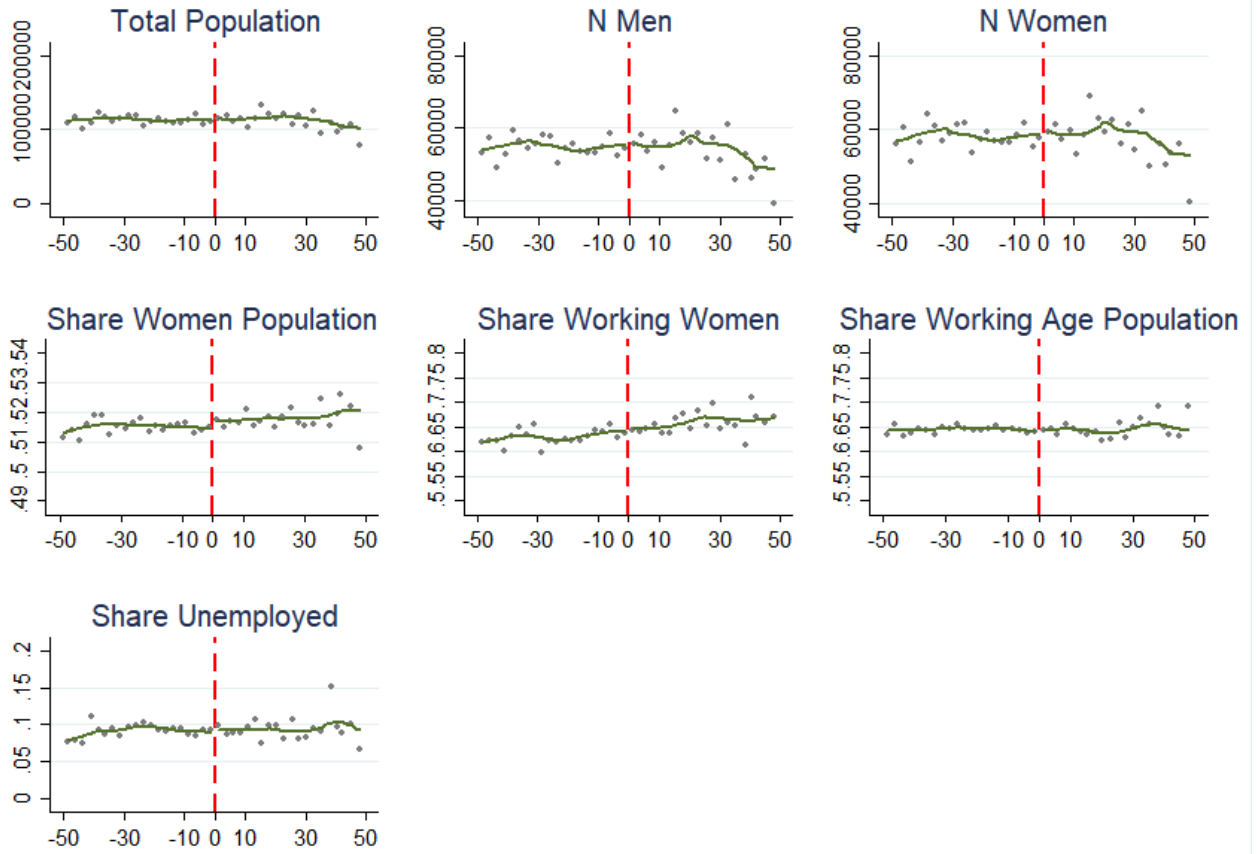 Total Population
0 100000 200000
-50 -30 -10 0 10 30 50
N Men
40000 60000 80000
-50 -30 -10 0 10 30 50
N Women
40000 60000 80000
-50 -30 -10 0 10 30 50
Share Women Population
.49 .5 .51 .52 .53 .54
-50 -30 -10 0 10 30 50
Share Working Women
.5 .55 .6 .65 .7 .75 .8
-50 -30 -10 0 10 30 50
Share Working Age Population
.5 .55 .6 .65 .7 .75 .8
-50 -30 -10 0 10 30 50
Share Unemployed
0 .05 .1 .15 .2
-50 -30 -10 0 10 30 50